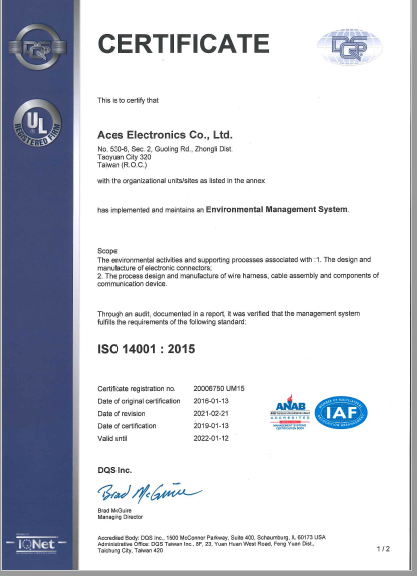 DQS
CERTIFICATE
DQS
UL
REGISTERED FIRM
This is to certify that
Aces Electronics Co., Ltd.
No. 530-6, Sec. 2, Guoling Rd., Zhongli Dist.
Taoyuan City 320
Taiwan (R.O.C.)
with the organizational units/sites as listed in the annex
has implemented and maintains an Environmental Management System.
Scope:
The environmental activities and supporting processes associated with :1. The design and
manufacture of electronic connectors;
2. The process design and manufacture of wire harness, cable assembly and components of
communication device.
Through an audit, documented in a report, it was verified that the management system
fulfills the requirements of the following standard:
ISO 14001 : 2015
Certificate registration no. 20006750 UM15
Date of original certification 2016-01-13
Date of revision 2021-02-21
Date of certification 2019-01-13
Valid until 2022-01-12
ANAB
ACCREDITED
MANAGEMENT SYSTEMS
CERTIFICATION BODY
IAF
DQS Inc.
Brad McGuire
Brad McGuire
Managing Director
Accredited Body: DQS Inc., 1500 McConnor Parkway, Suite 400, Schaumburg, IL 60173 USA
Administrative Office: DQS Taiwan Inc., 8F, 23, Yuan Huan West Road, Feng Yuan Dist.,
Taichung City, Taiwan 420
IQNet
1 / 2